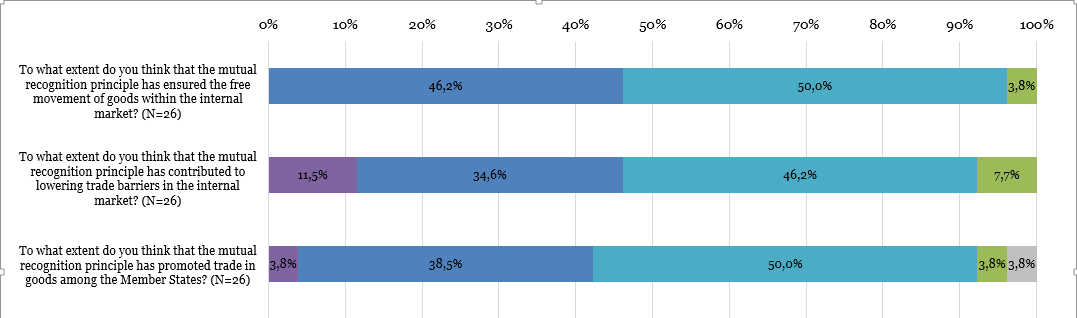 0% 10% 20% 30% 40% 50% 60% 70% 80% 90% 100%
To what extent do you think that the mutual
recognition principle has ensured the free
movement of goods within the internal
market? (N=26)
46,2% 50,0% 3,8%
To what extent do you think that the mutual
recognition principle has contributed to
lowering trade barriers in the internal
market? (N=26)
11,5% 34,6% 46,2% 7,7%
To what extent do you think that the mutual
recognition principle has promoted trade in
goods among the Member States? (N=26)
3,8% 38,5% 50,0% 3,8% 3,8%